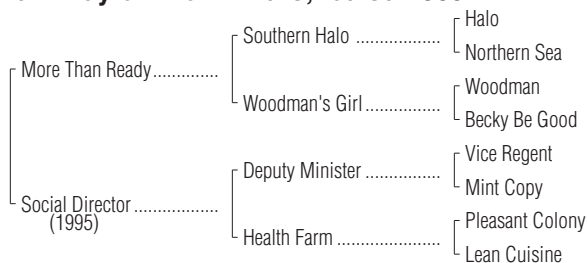 Halo
Southern Halo ..................
Northern Sea
More Than Ready..............
Woodman
Woodman's Girl................
Becky Be Good
Vice Regent
Deputy Minister ................
Mint Copy
Social Director ..................
(1995)
Pleasant Colony
Health Farm ......................
Lean Cuisine